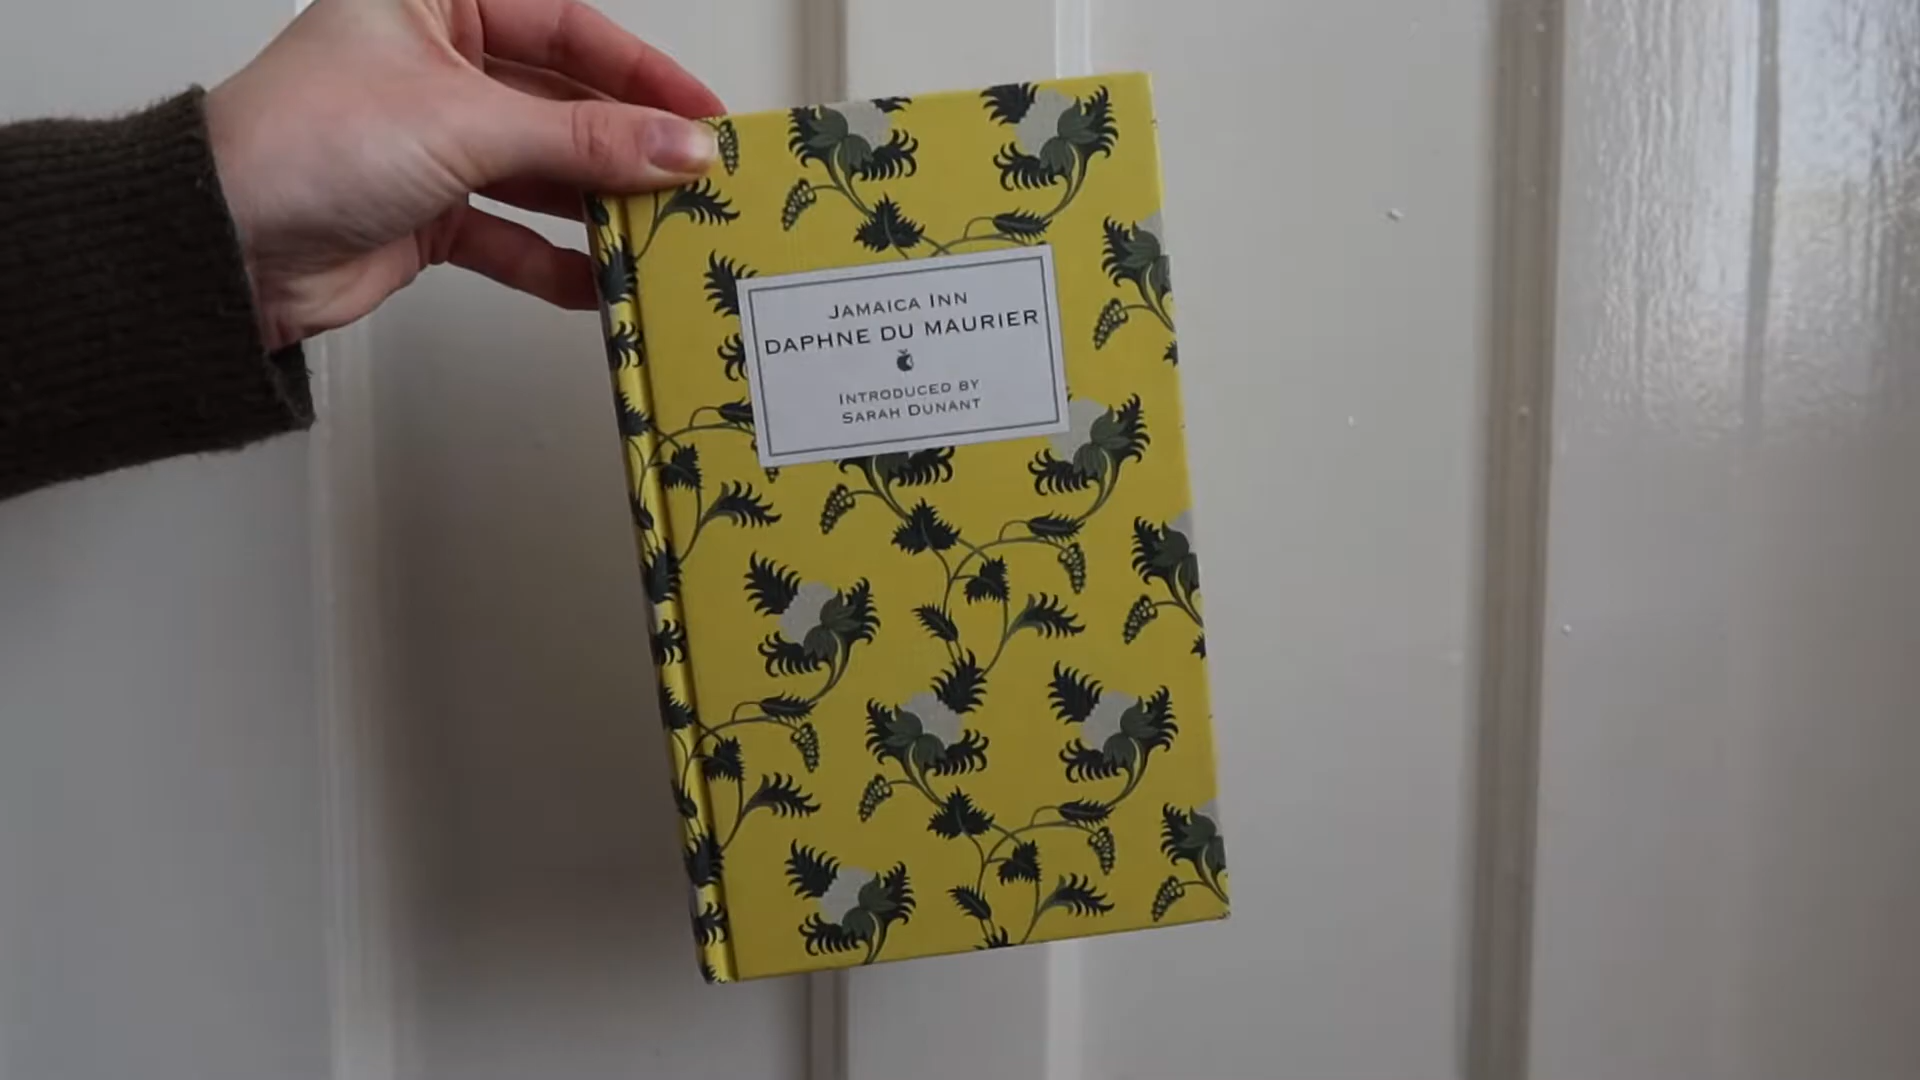 JAMAICA INN
DAPHNE DU MAURIER
INTRODUCED BY
SARAH DUNANT